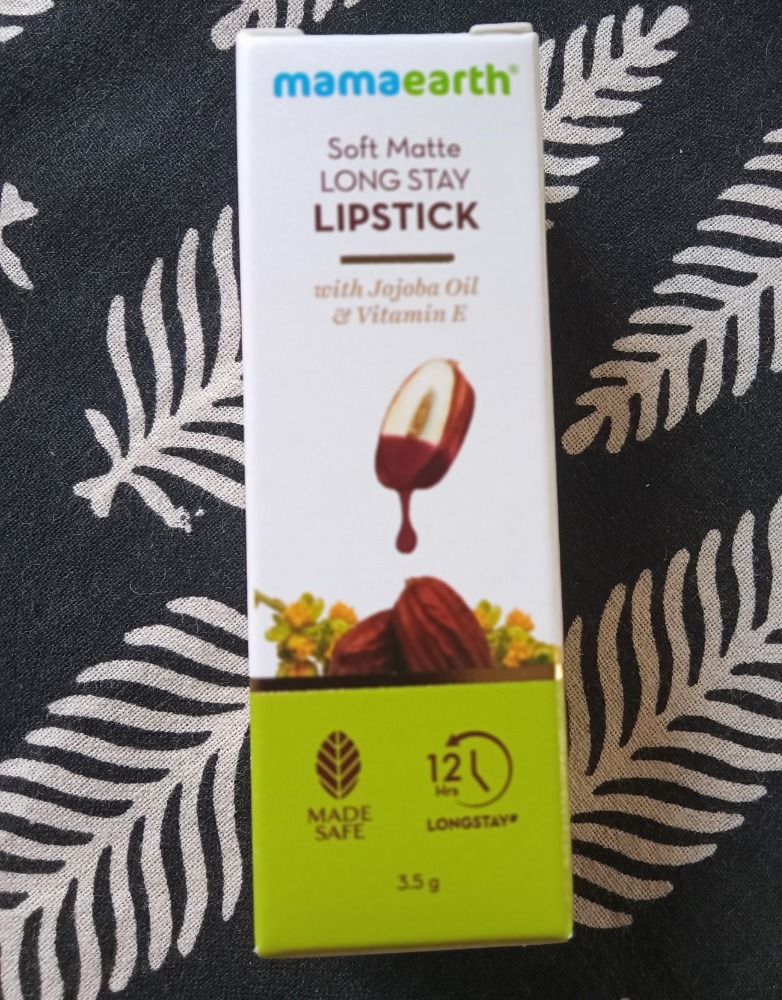 mamaearth®
Soft Matte
LONG STAY
LIPSTICK
with Jojoba Oil
& Vitamin E
MADE
SAFE
12
Hrs
LONGSTAY#
3.5 g